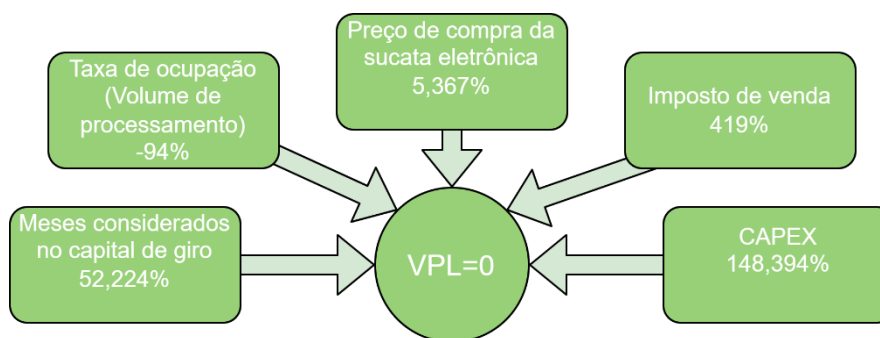 Preço de compra da
sucata eletrônica
5,367%
Taxa de ocupação
(Volume de
processamento)
-94%
Imposto de venda
419%
Meses considerados
no capital de giro
52,224%
VPL=0
CAPEX
148,394%